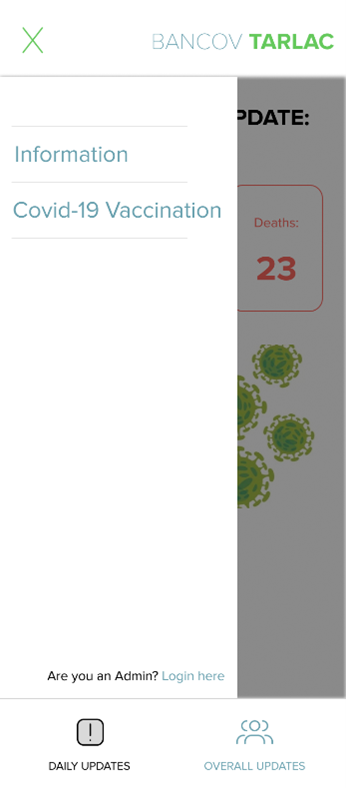 BANCOV TARLAC
PDATE:
Information
Covid-19 Vaccination
Deaths:
23
Are you an Admin? Login here
DAILY UPDATES
OVERALL UPDATES